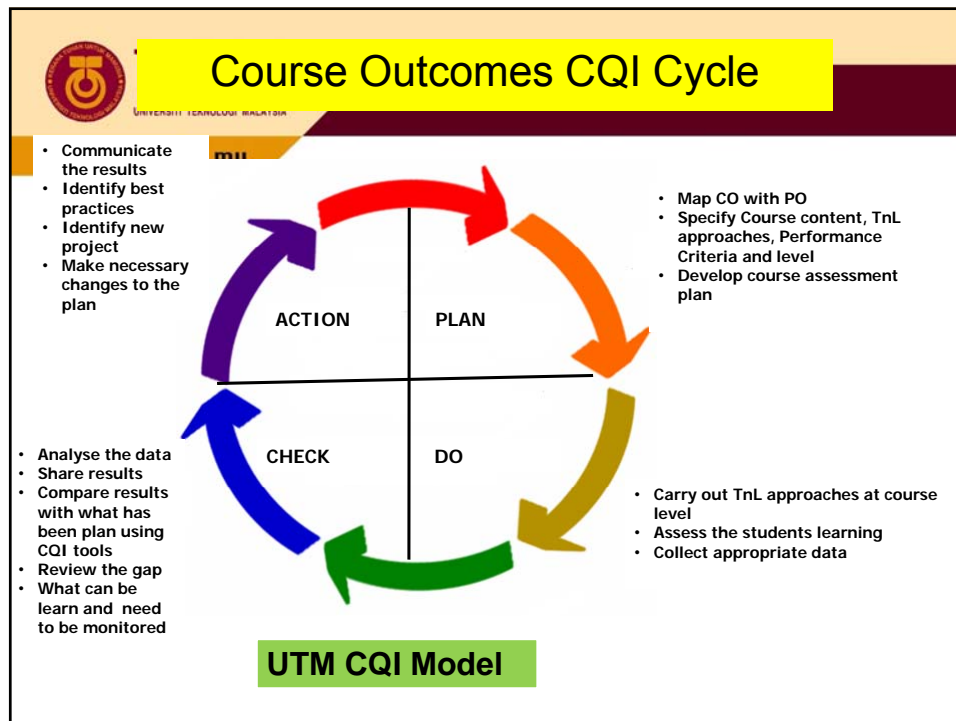 Course Outcomes CQI Cycle
UNIVERSITI TEKNOLOGI MALAYSIA
• Communicate
the results
• Identify best
practices
• Identify new
project
• Make necessary
changes to the
plan
• Map CO with PO
• Specify Course content, TnL
approaches, Performance
Criteria and level
• Develop course assessment
plan
ACTION
PLAN
CHECK
DO
• Analyse the data
• Share results
• Compare results
with what has
been plan using
CQI tools
• Review the gap
• What can be
learn and need
to be monitored
• Carry out TnL approaches at course
level
• Assess the students learning
• Collect appropriate data
UTM CQI Model